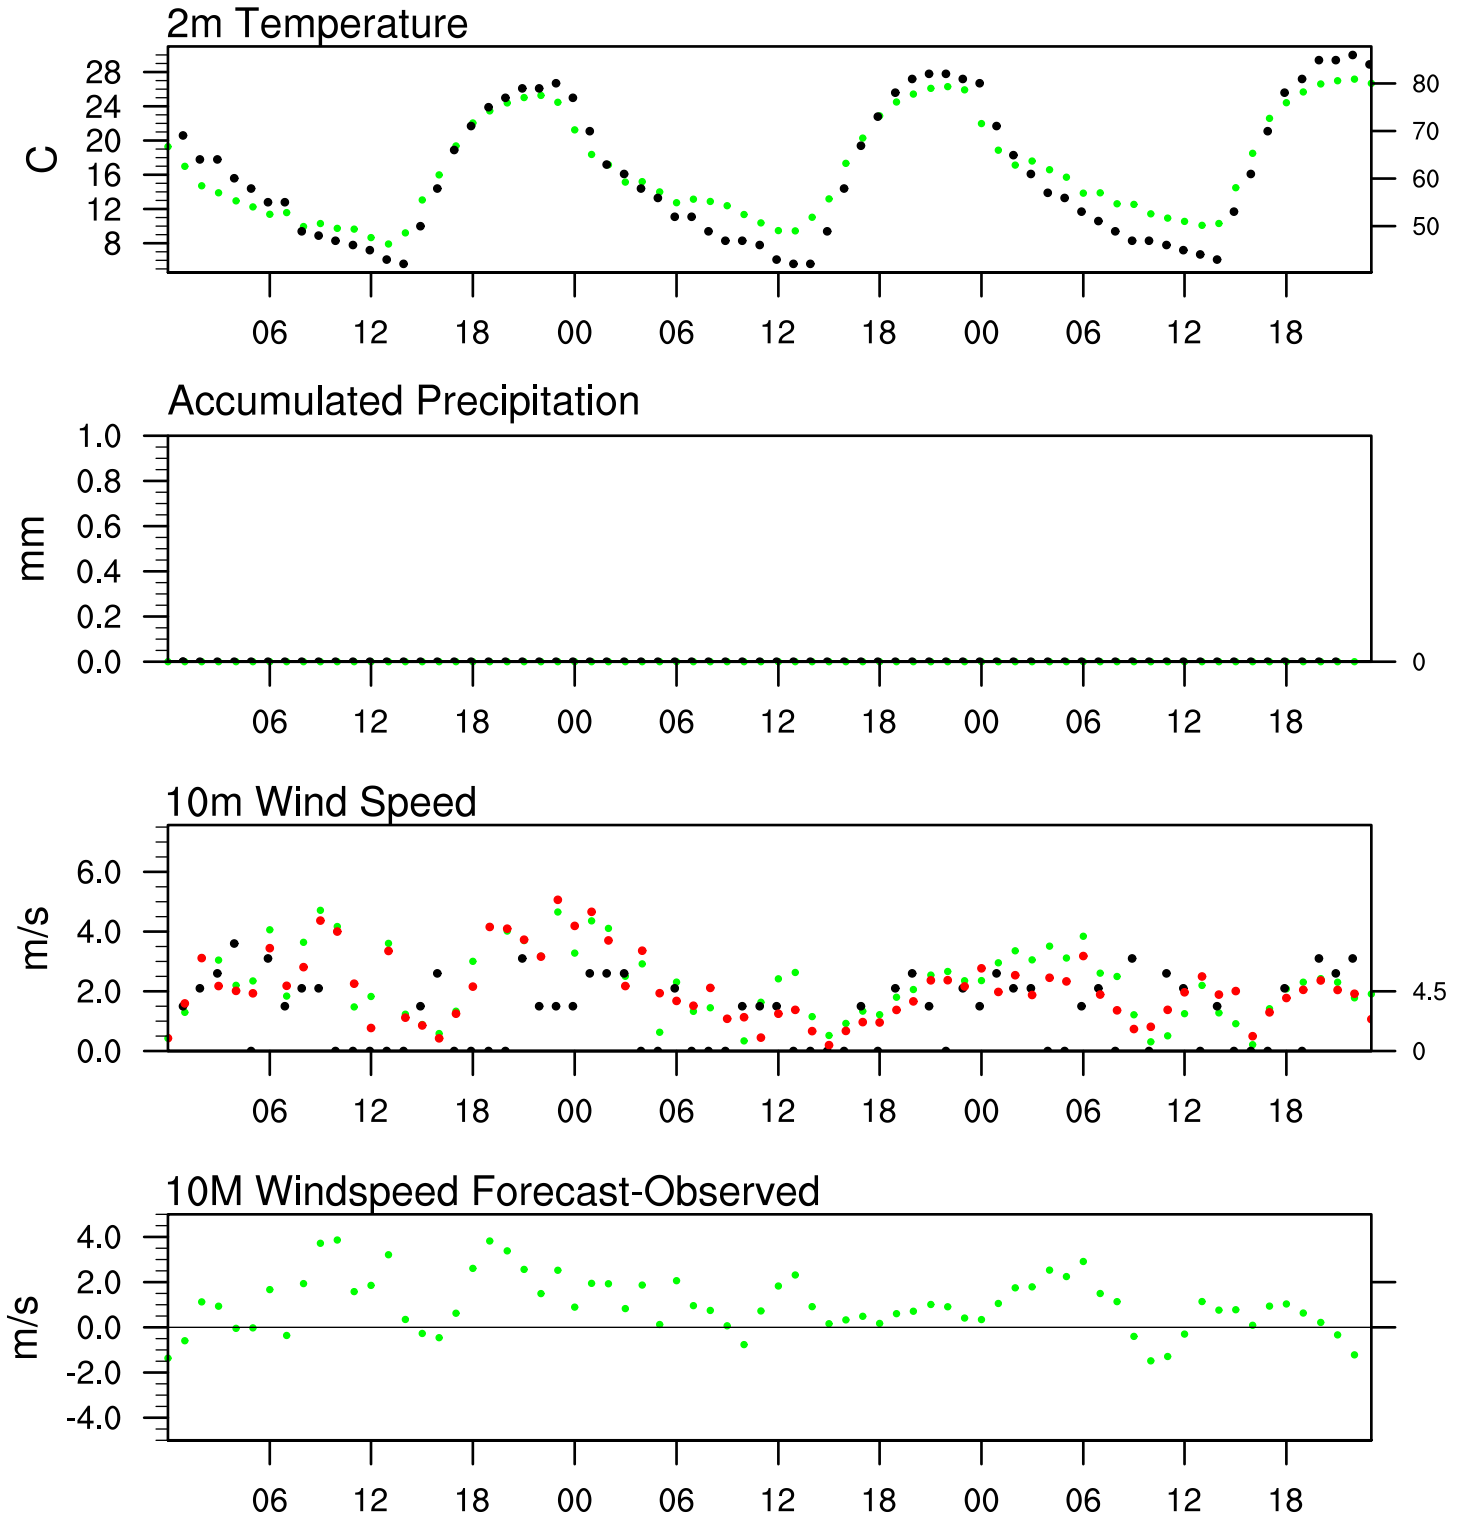 2m Temperature
C
28
24
20
16
12
8
80
70
60
50
06 12 18 00 06 12 18 00 06 12 18
Accumulated Precipitation
mm
1.0
0.8
0.6
0.4
0.2
0.0
0
06 12 18 00 06 12 18 00 06 12 18
10m Wind Speed
m/s
6.0
4.0
2.0
0.0
4.5
0
06 12 18 00 06 12 18 00 06 12 18
10M Windspeed Forecast-Observed
m/s
4.0
2.0
0.0
-2.0
-4.0
06 12 18 00 06 12 18 00 06 12 18